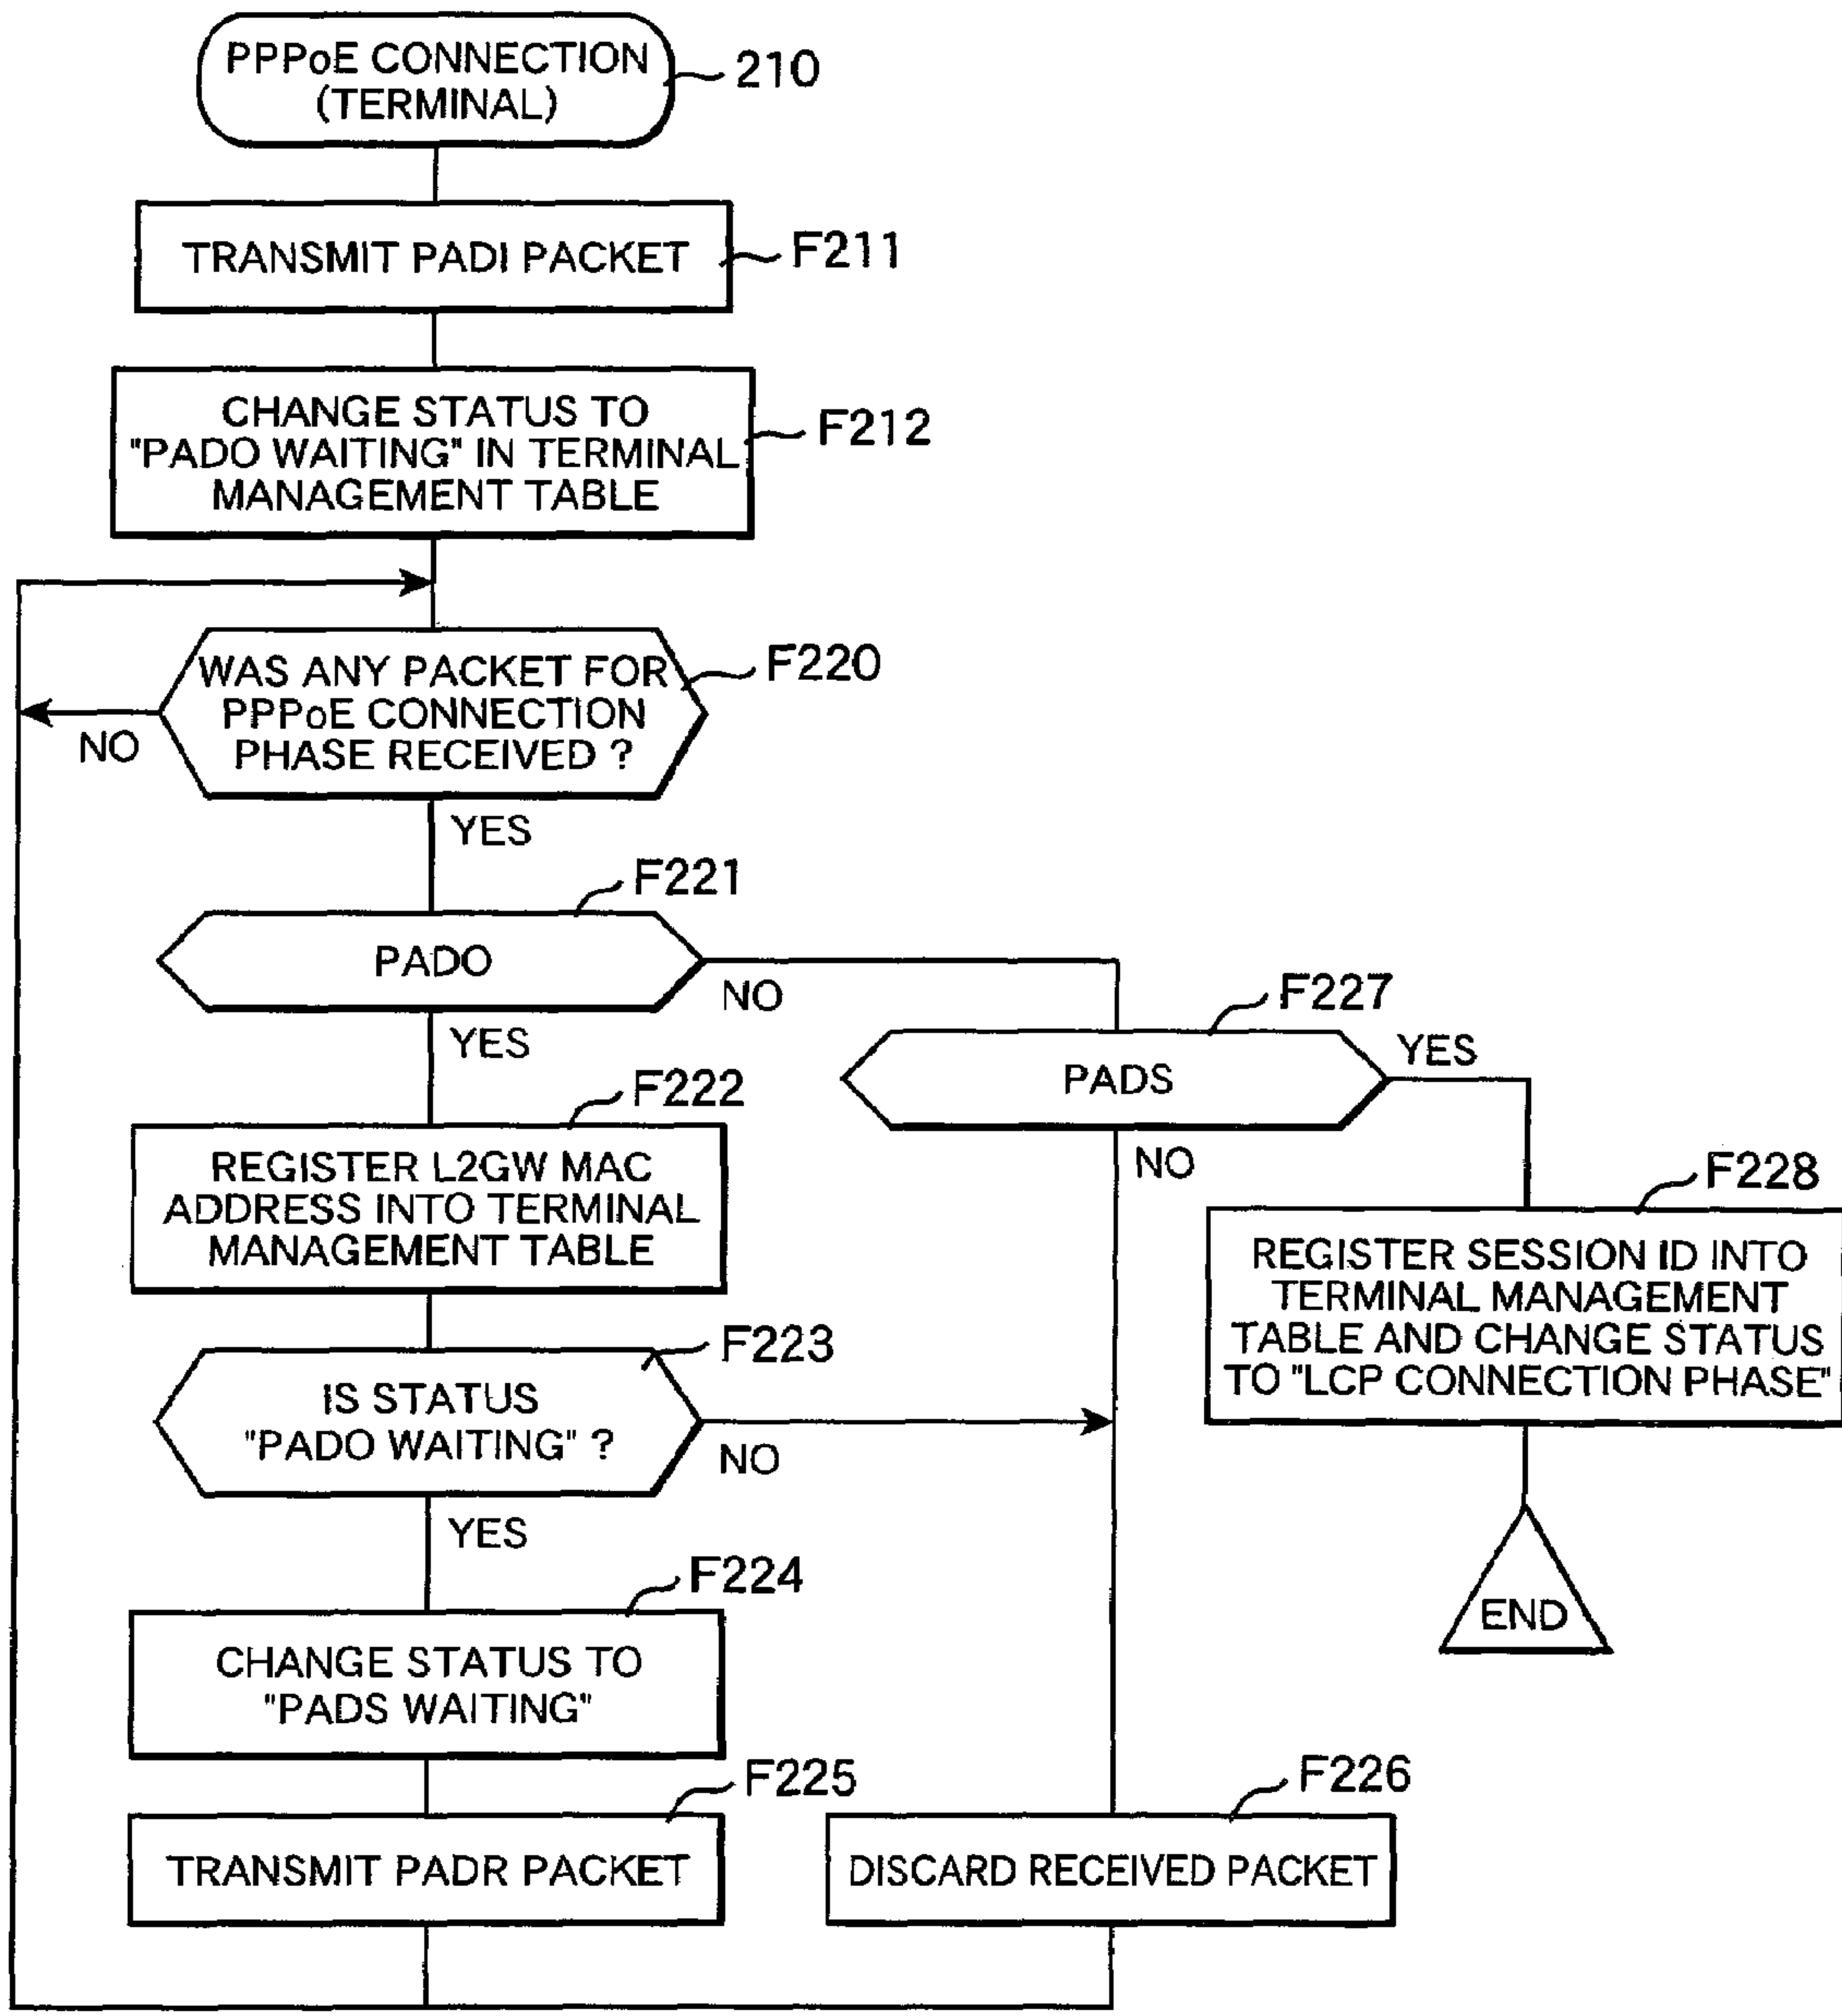 PPPoE CONNECTION
(TERMINAL)
210
TRANSMIT PADI PACKET
F211
CHANGE STATUS TO
"PADO WAITING" IN TERMINAL
MANAGEMENT TABLE
F212
WAS ANY PACKET FOR
PPPoE CONNECTION
PHASE RECEIVED ?
F220
NO
YES
F221
PADO
NO
YES
F227
PADS
YES
NO
F222
REGISTER L2GW MAC
ADDRESS INTO TERMINAL
MANAGEMENT TABLE
F228
REGISTER SESSION ID INTO
TERMINAL MANAGEMENT
TABLE AND CHANGE STATUS
TO "LCP CONNECTION PHASE"
F223
IS STATUS
"PADO WAITING" ?
NO
YES
END
F224
CHANGE STATUS TO
"PADS WAITING"
F225
TRANSMIT PADR PACKET
F226
DISCARD RECEIVED PACKET